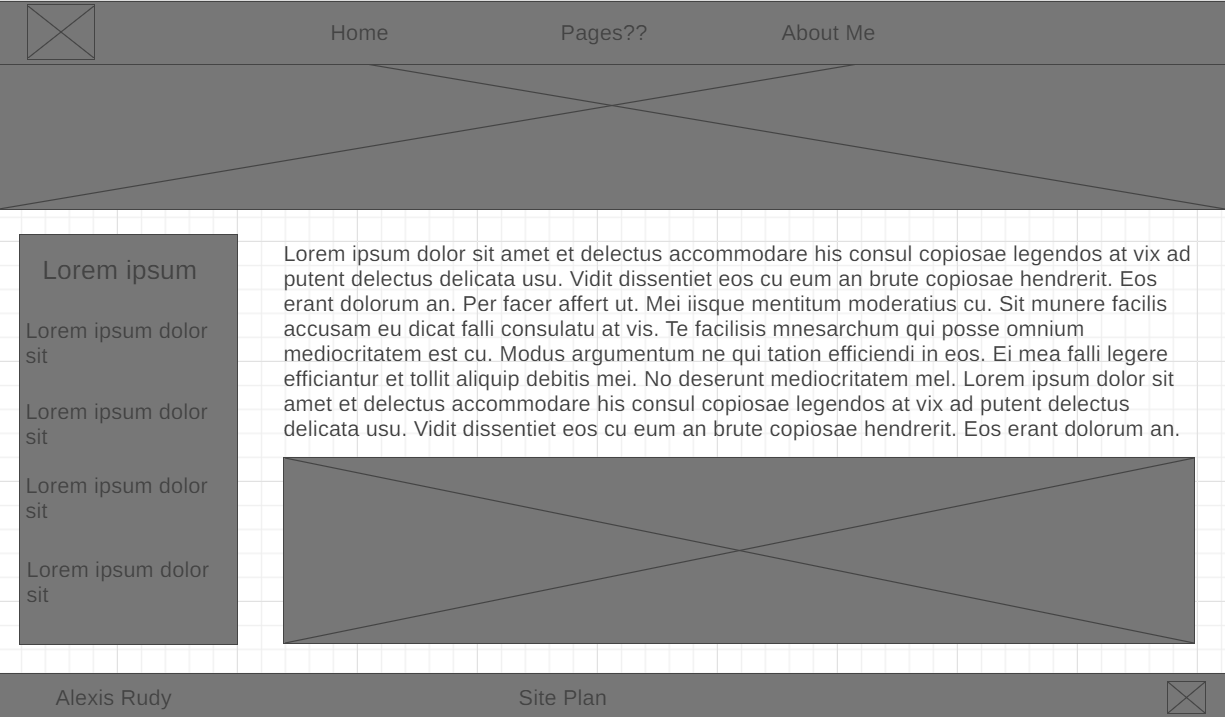 Home
Pages??
About Me
Lorem ipsum
Lorem ipsum dolor
sit
Lorem ipsum dolor
sit
Lorem ipsum dolor
sit
Lorem ipsum dolor
sit
Lorem ipsum dolor sit amet et delectus accommodare his consul copiosae legendos at vix ad
putent delectus delicata usu. Vidit dissentiet eos cu eum an brute copiosae hendrerit. Eos
erant dolorum an. Per facer affert ut. Mei iisque mentitum moderatius cu. Sit munere facilis
accusam eu dicat falli consulatu at vis. Te facilisis mnesarchum qui posse omnium
mediocritatem est cu. Modus argumentum ne qui tation efficiendi in eos. Ei mea falli legere
efficiantur et tollit aliquip debitis mei. No deserunt mediocritatem mel. Lorem ipsum dolor sit
amet et delectus accommodare his consul copiosae legendos at vix ad putent delectus
delicata usu. Vidit dissentiet eos cu eum an brute copiosae hendrerit. Eos erant dolorum an.
Alexis Rudy
Site Plan